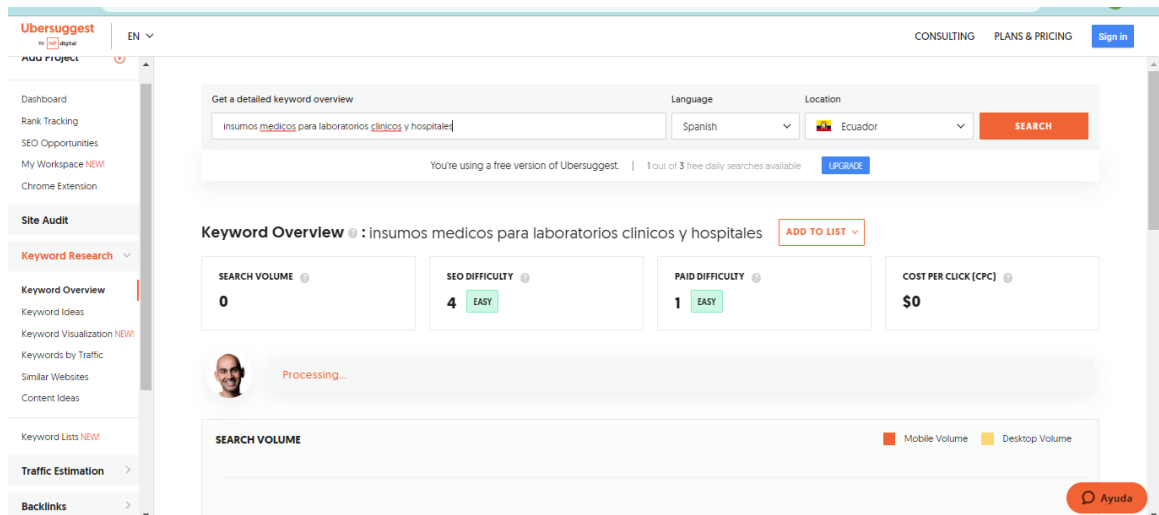 Ubersuggest
by NP digital
EN
CONSULTING PLANS & PRICING Sign in
Add Project
Dashboard
Rank Tracking
SEO Opportunities
My Workspace NEW!
Chrome Extension
Site Audit
Keyword Research
Keyword Overview
Keyword Ideas
Keyword Visualization NEW!
Keywords by Traffic
Similar Websites
Content Ideas
Keyword Lists NEW!
Traffic Estimation
Backlinks
Get a detailed keyword overview Language Location
insumos medicos para laboratorios clinicos y hospitales Spanish Ecuador SEARCH
You're using a free version of Ubersuggest. | 1 out of 3 free daily searches available UPGRADE
Keyword Overview : insumos medicos para laboratorios clinicos y hospitales ADD TO LIST
SEARCH VOLUME SEO DIFFICULTY PAID DIFFICULTY COST PER CLICK (CPC)
0 4 EASY 1 EASY $0
Processing...
SEARCH VOLUME Mobile Volume Desktop Volume
Ayuda